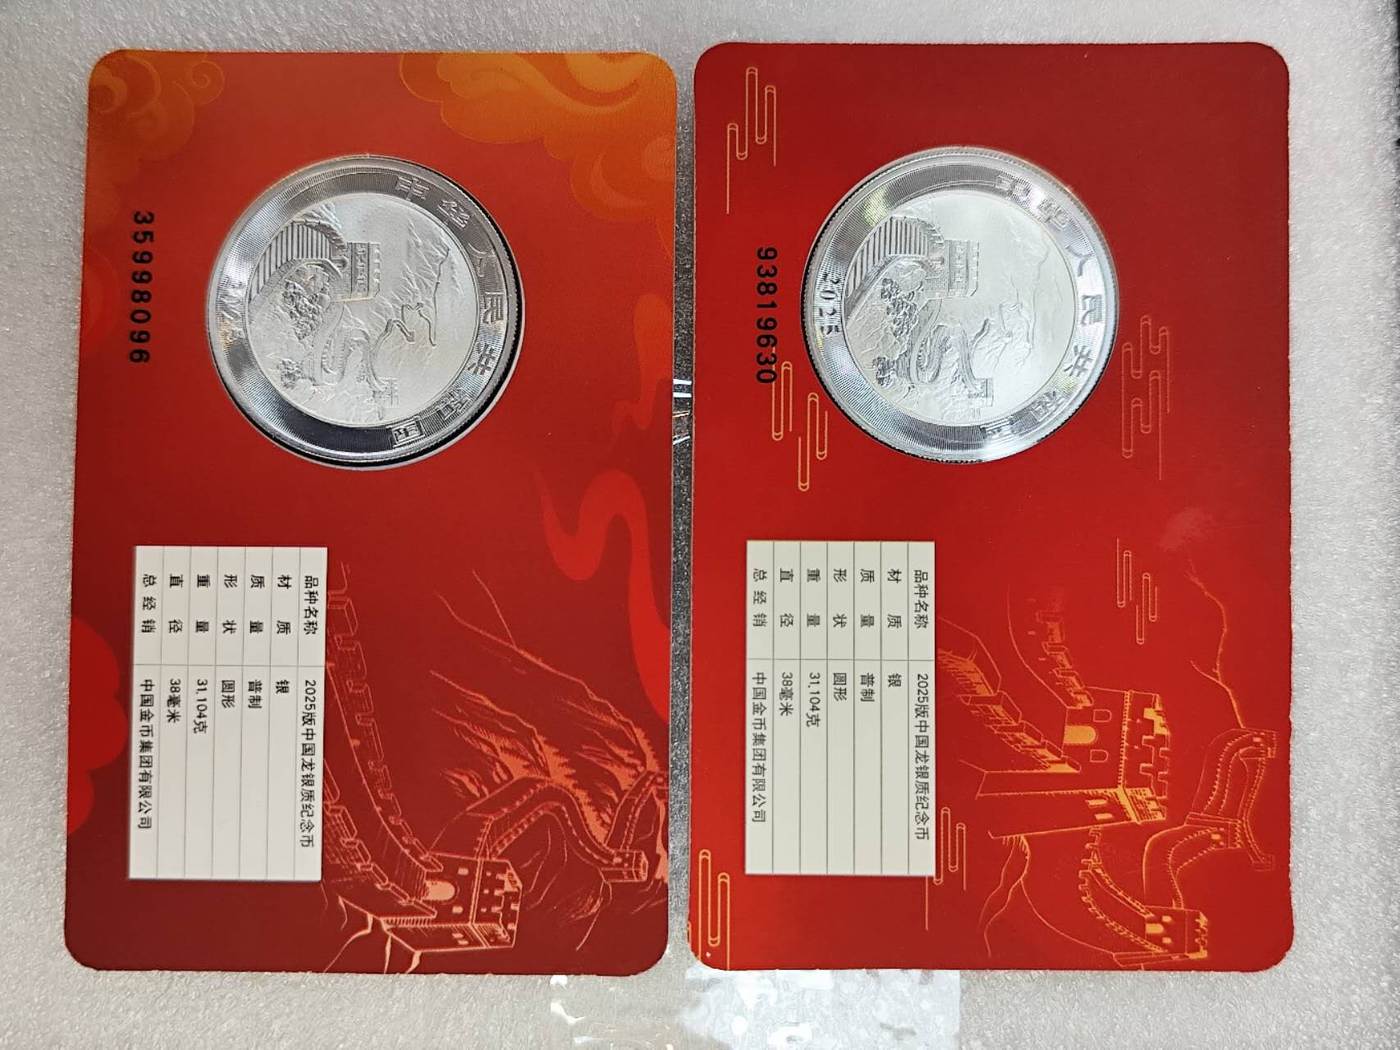 中华人民共和国
35998096
品种名称 2025版中国龙银质纪念币
材质 银
质量 普制
形状 圆形
重量 31.104克
直径 38毫米
总经销 中国金币集团有限公司
中华人民共和国
2025
93819630
品种名称 2025版中国龙银质纪念币
材质 银
质量 普制
形状 圆形
重量 31.104克
直径 38毫米
总经销 中国金币集团有限公司